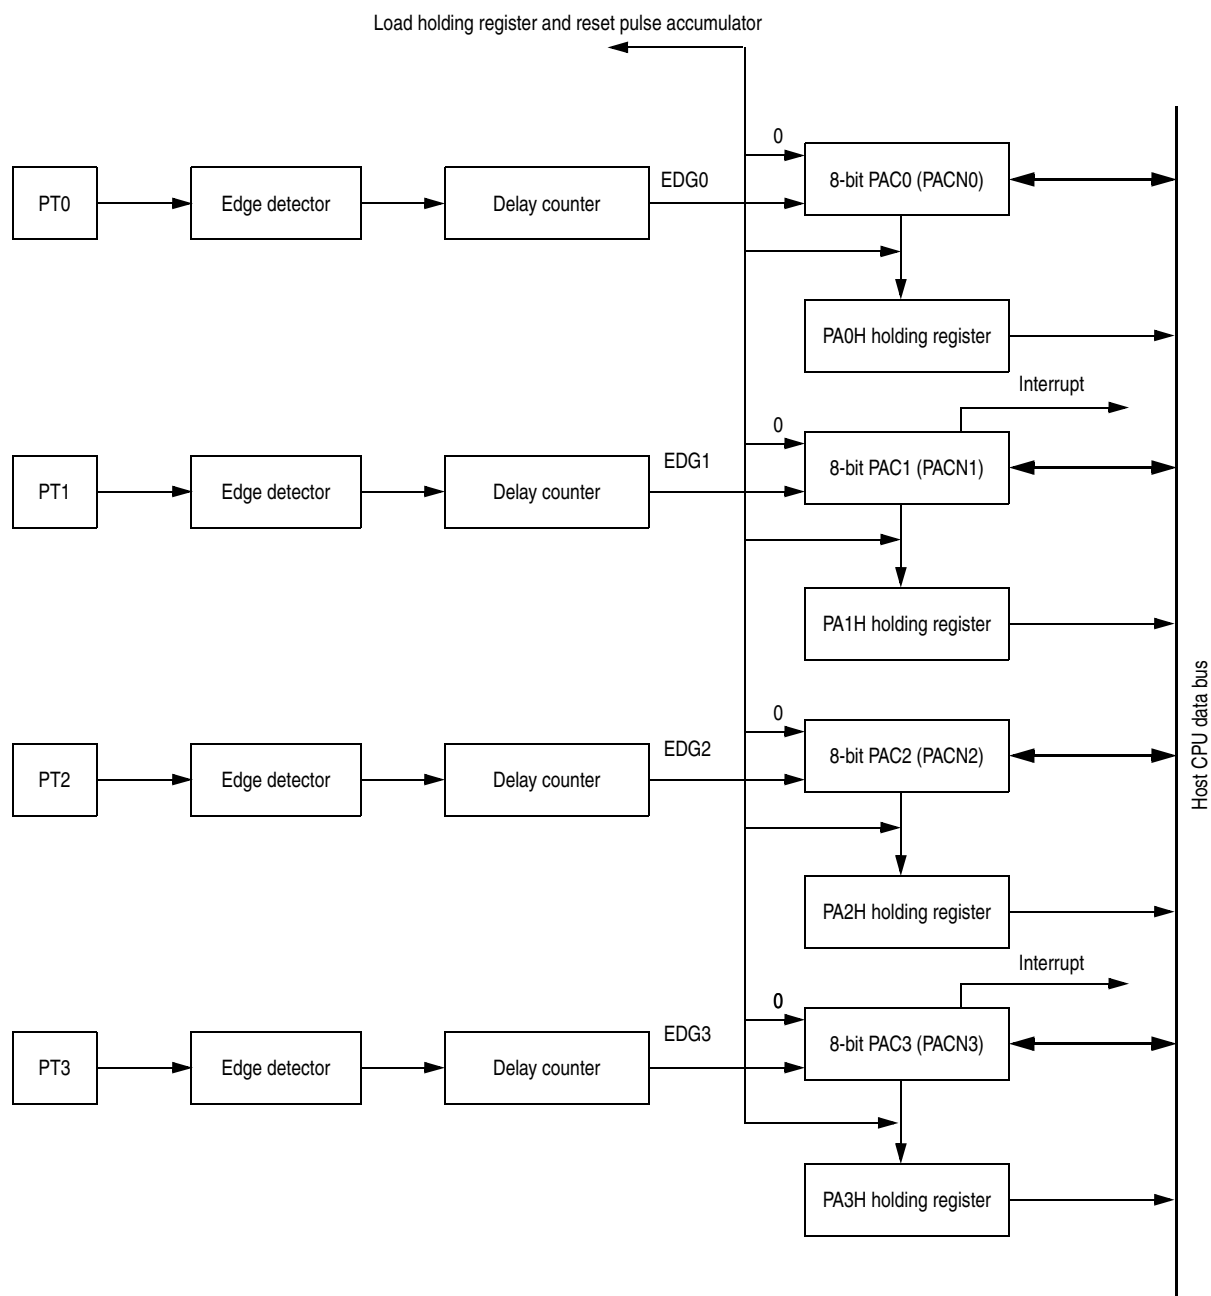 Load holding register and reset pulse accumulator
0
8-bit PAC0 (PACN0)
EDG0
PT0
Edge detector
Delay counter
PA0H holding register
Interrupt
0
8-bit PAC1 (PACN1)
EDG1
PT1
Edge detector
Delay counter
PA1H holding register
Host CPU data bus
0
8-bit PAC2 (PACN2)
EDG2
PT2
Edge detector
Delay counter
PA2H holding register
Interrupt
0
8-bit PAC3 (PACN3)
EDG3
PT3
Edge detector
Delay counter
PA3H holding register